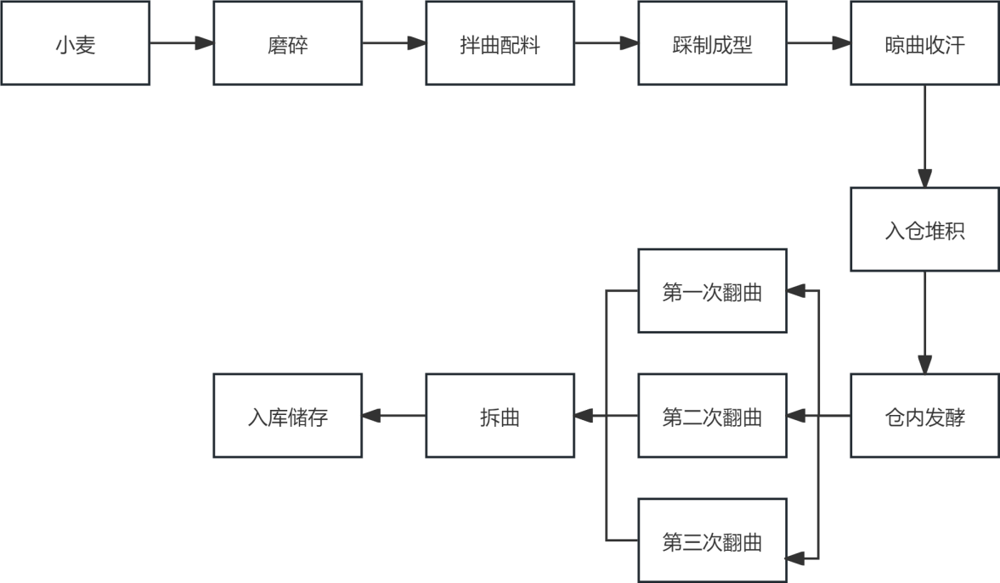 小麦
磨碎
拌曲配料
踩制成型
晾曲收汗
入仓堆积
仓内发酵
第一次翻曲
第二次翻曲
第三次翻曲
拆曲
入库储存